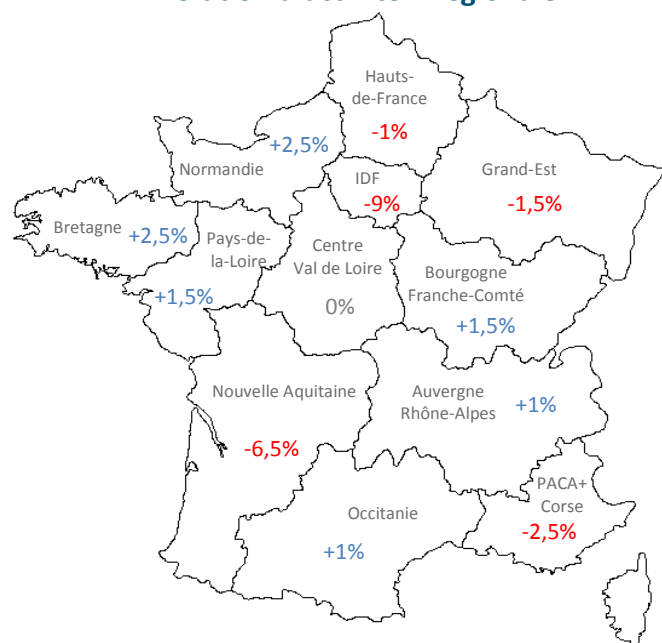 Hauts-
de-France
-1%
+2,5%
Normandie
IDF
-9%
Grand-Est
-1,5%
Bretagne
+2,5%
Pays-de-
la-Loire
+1,5%
Centre
Val de Loire
0%
Bourgogne
Franche-Comté
+1,5%
Nouvelle Aquitaine
-6,5%
Auvergne
Rhône-Alpes
+1%
PACA+
Corse
-2,5%
Occitanie
+1%